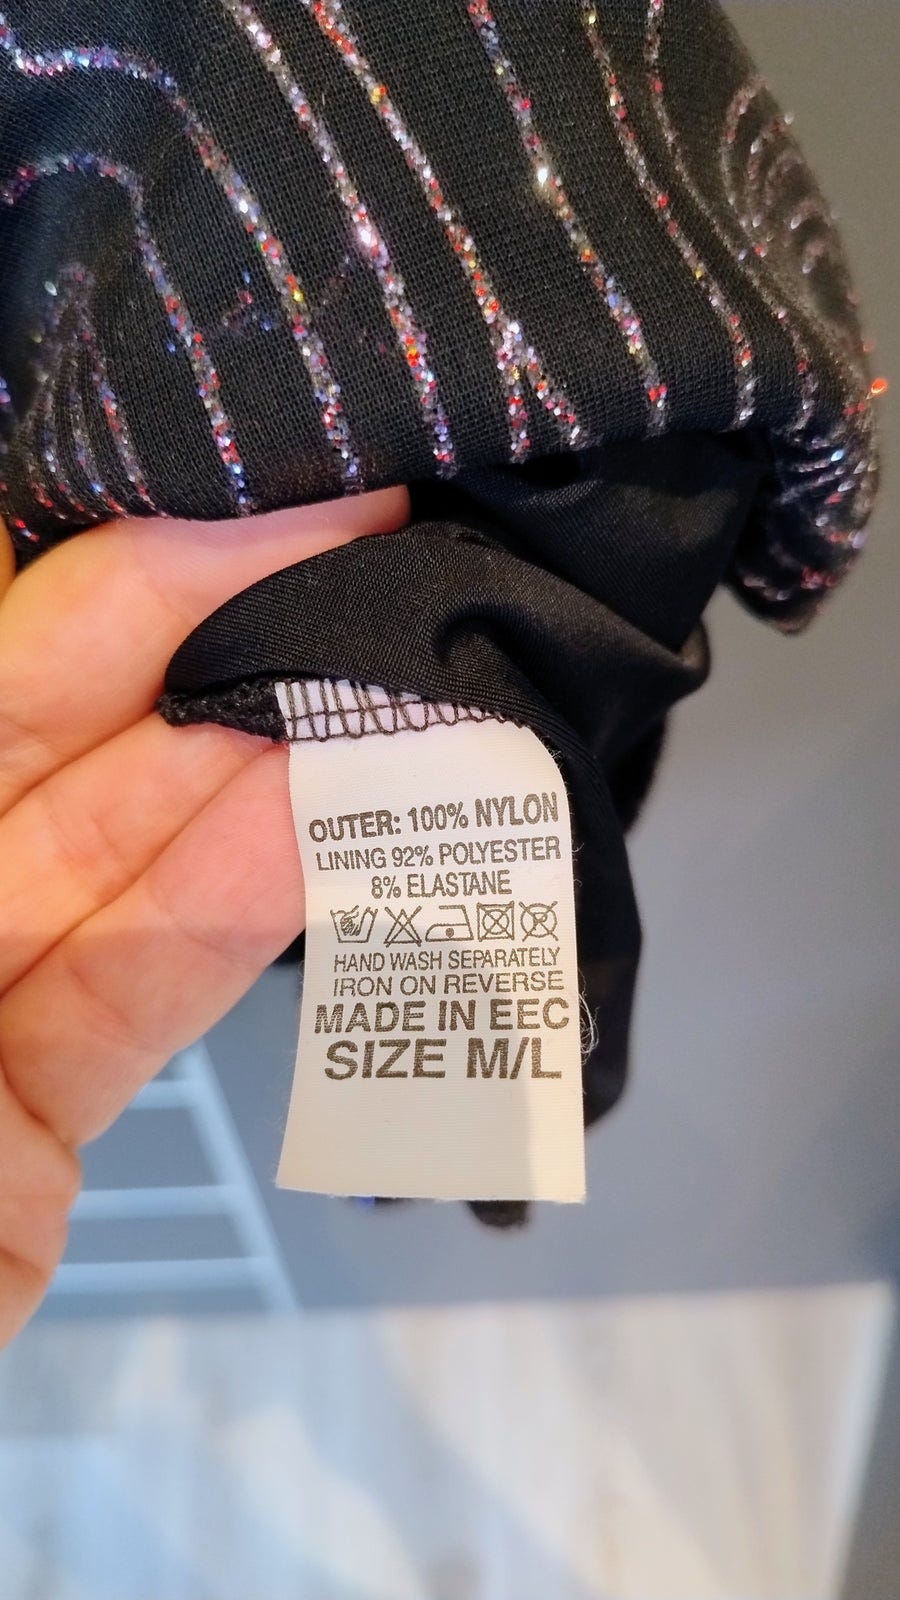 OUTER: 100% NYLON
LINING 92% POLYESTER
8% ELASTANE
HAND WASH SEPARATELY
IRON ON REVERSE
MADE IN EEC
SIZE M/L